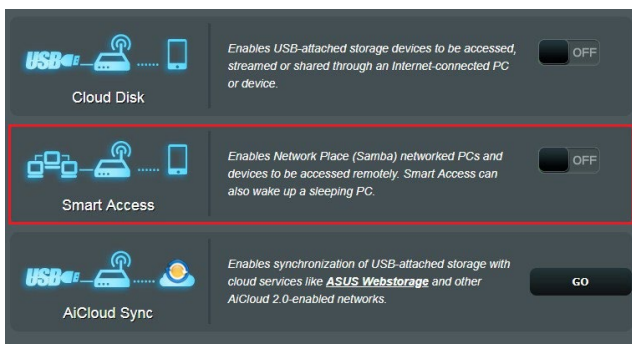 USB
Cloud Disk
Enables USB-attached storage devices to be accessed,
streamed or shared through an Internet-connected PC
or device.
OFF
Smart Access
Enables Network Place (Samba) networked PCs and
devices to be accessed remotely. Smart Access can
also wake up a sleeping PC.
OFF
USB
AiCloud Sync
Enables synchronization of USB-attached storage with
cloud services like ASUS Webstorage and other
AiCloud 2.0-enabled networks.
GO